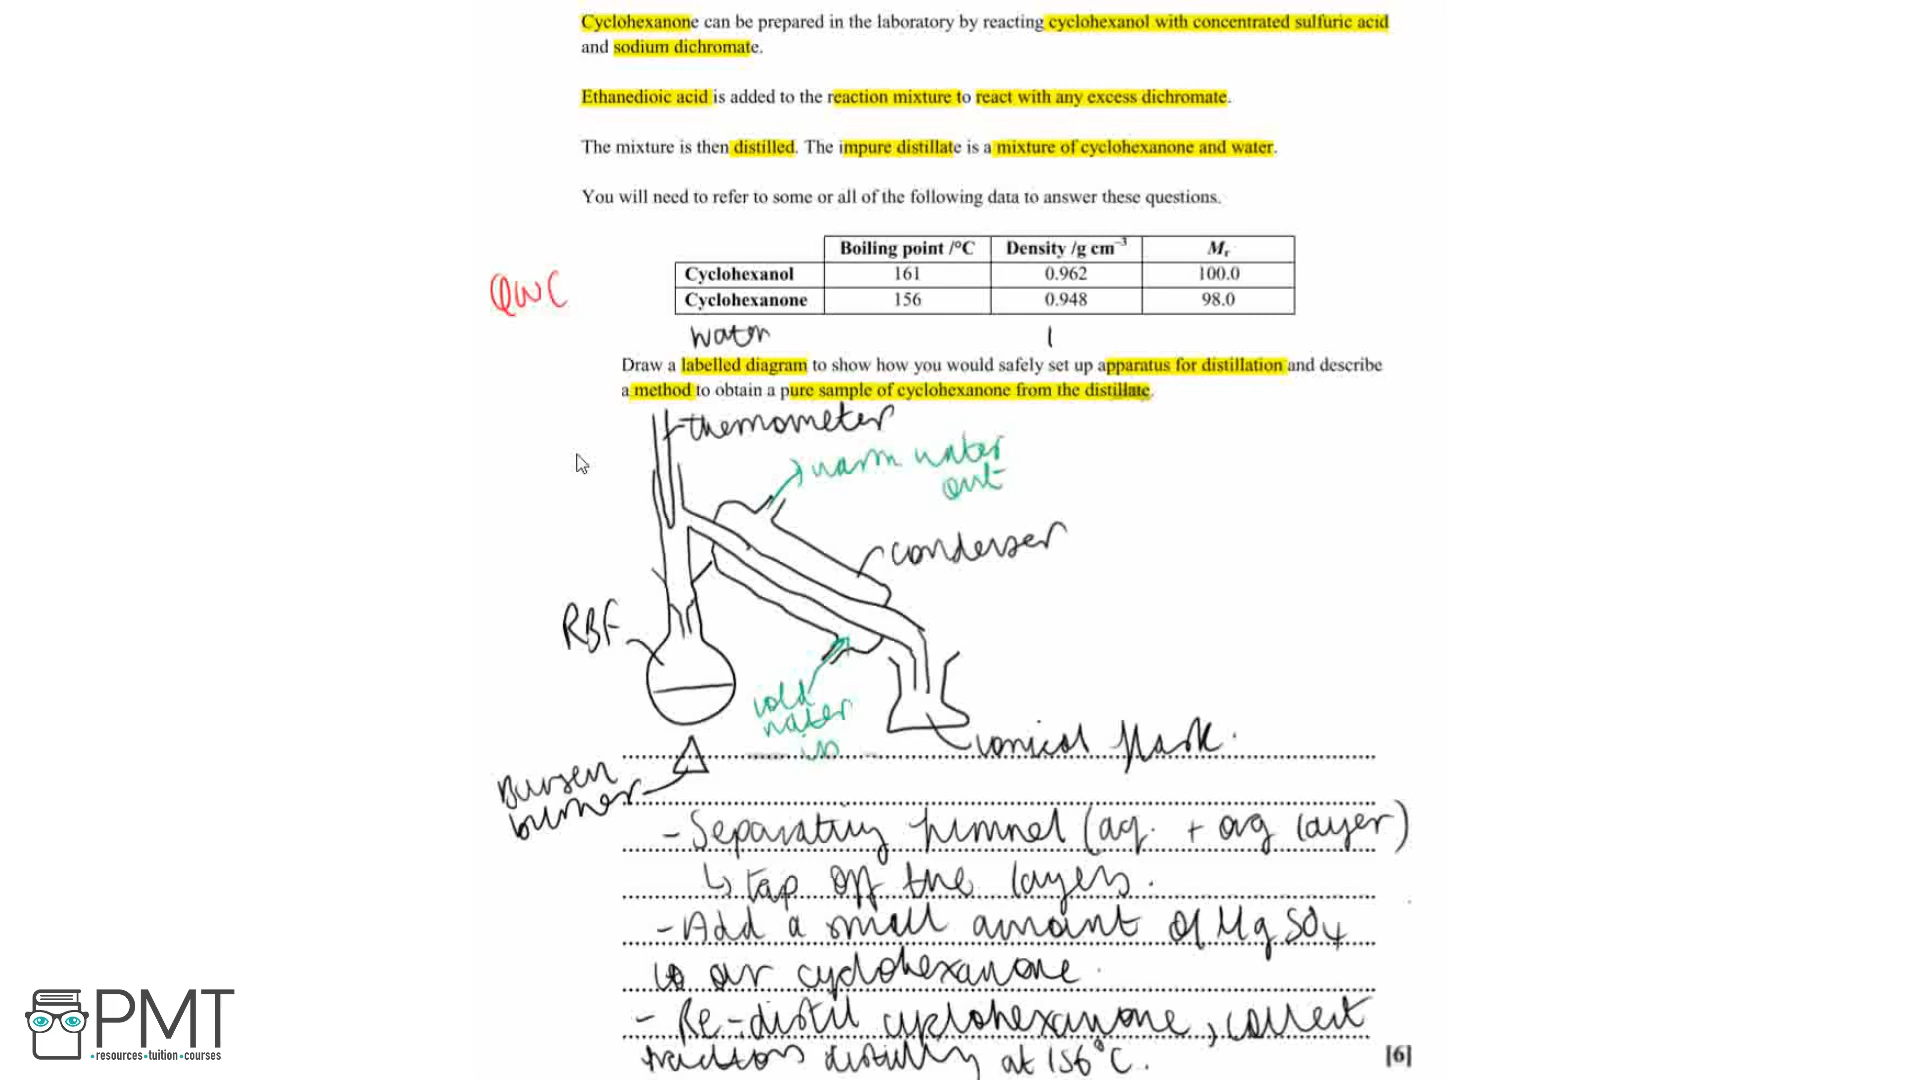 Cyclohexanone can be prepared in the laboratory by reacting cyclohexanol with concentrated sulfuric acid
and sodium dichromate.
Ethanedioic acid is added to the reaction mixture to react with any excess dichromate.
The mixture is then distilled. The impure distillate is a mixture of cyclohexanone and water.
You will need to refer to some or all of the following data to answer these questions.
Boiling point /°C Density /g cm⁻³ Mr
Cyclohexanol 161 0.962 100.0
Cyclohexanone 156 0.948 98.0
QWC
water 1
Draw a labelled diagram to show how you would safely set up apparatus for distillation and describe
a method to obtain a pure sample of cyclohexanone from the distillate.
themometer
warm water
out
condenser
RBF
cold
water
in
conical flask.
Bunsen
burner
- Separating funnel (aq. + org layer)
↳ tap off the layers.
- Add a small amount of MgSO4
to our cyclohexanone.
- Re-distil cyclohexanone, collect
fractions distilling at 156°C.
[6]
PMT
•resources•tuition•courses